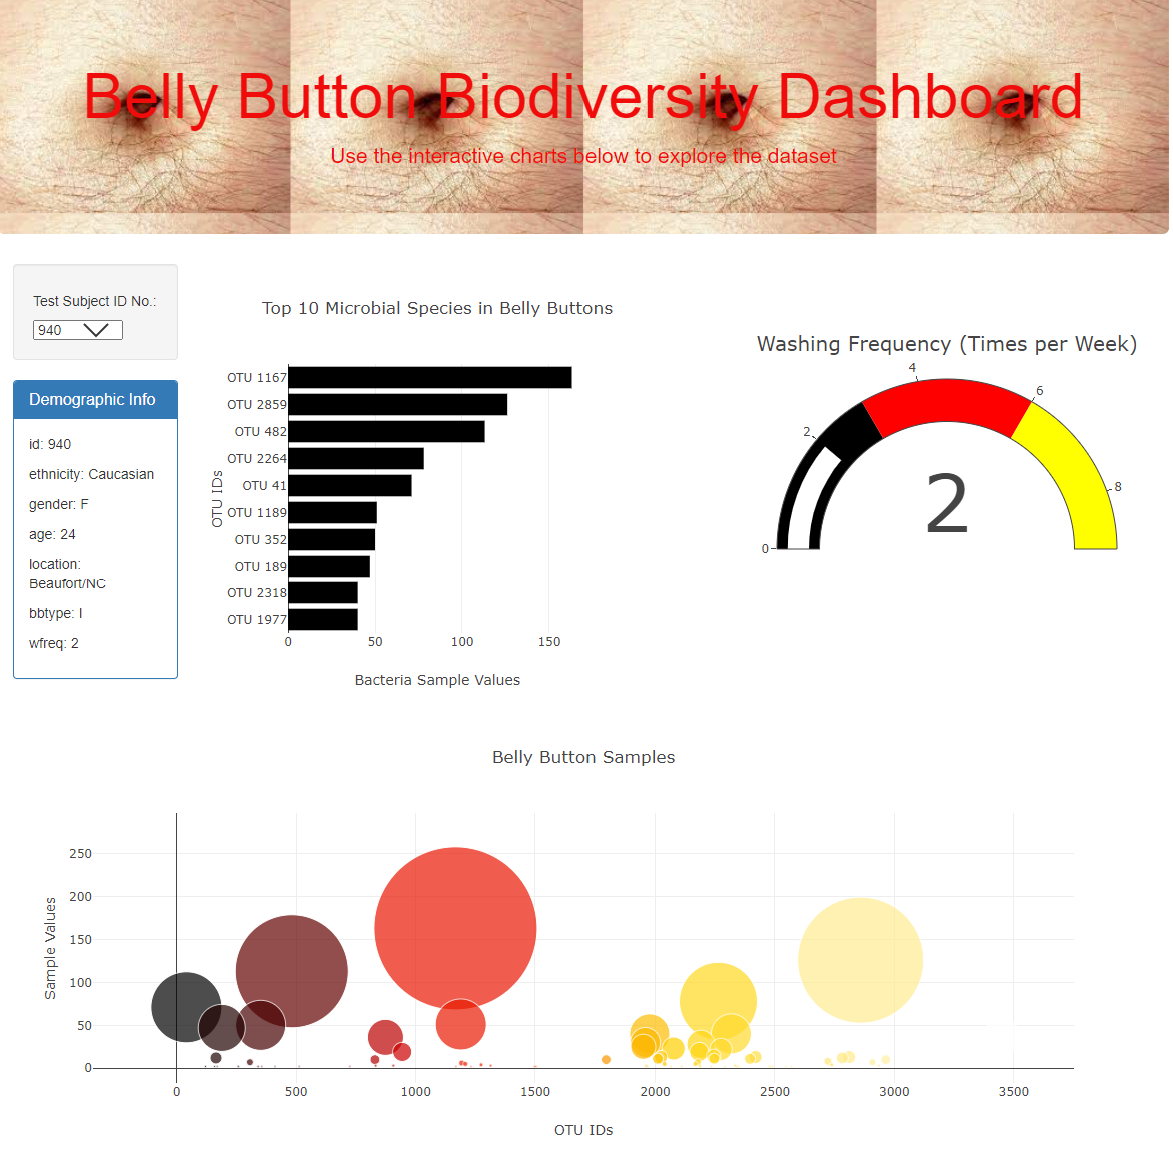 Belly Button Biodiversity Dashboard
Use the interactive charts below to explore the dataset
Test Subject ID No.:
940
Demographic Info
id: 940
ethnicity: Caucasian
gender: F
age: 24
location:
Beaufort/NC
bbtype: I
wfreq: 2
Top 10 Microbial Species in Belly Buttons
OTU IDs
OTU 1167
OTU 2859
OTU 482
OTU 2264
OTU 41
OTU 1189
OTU 352
OTU 189
OTU 2318
OTU 1977
0 50 100 150
Bacteria Sample Values
Washing Frequency (Times per Week)
0
2
4
6
8
2
Belly Button Samples
Sample Values
250
200
150
100
50
0
0 500 1000 1500 2000 2500 3000 3500
OTU IDs